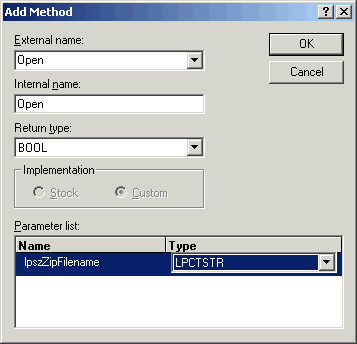 Add Method
External name:
Open
OK
Cancel
Internal name:
Open
Return type:
BOOL
Implementation
Stock
Custom
Parameter list:
Name Type
lpszZipFilename LPCTSTR